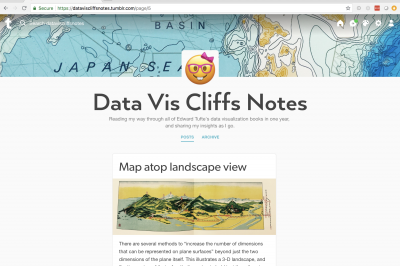 Secure
https://dataviscliffsnotes.tumblr.com/page/5
BASIN
JAPAN SEA
Data Vis Cliffs Notes
Reading my way through all of Edward Tufte's data visualization books in one year,
and sharing my insights as I go.
POSTS ARCHIVE
Map atop landscape view
There are several methods to "increase the number of dimensions
that can be represented on plane surfaces" beyond just the two
dimensions of the plane itself. This illustrates a 3-D landscape, and